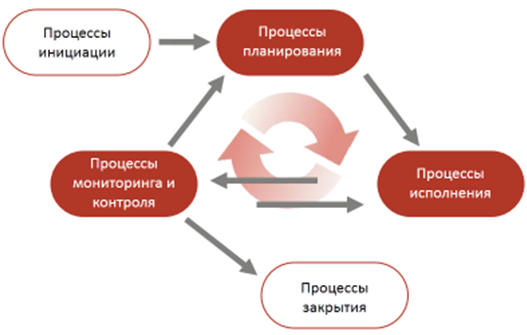 Процессы
инициации
Процессы
планирования
Процессы
мониторинга и
контроля
Процессы
исполнения
Процессы
закрытия